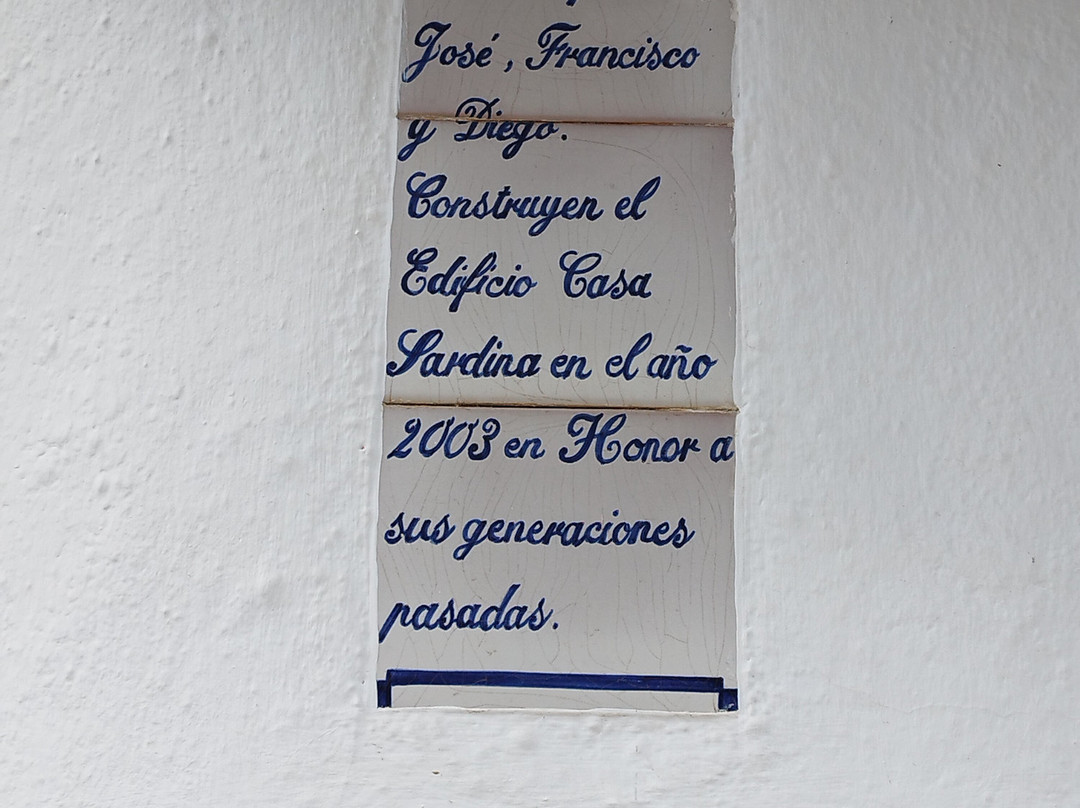 José, Francisco
y Diego.
Construyen el
Edificio Casa
Sardina en el año
2003 en Honor a
sus generaciones
pasadas.